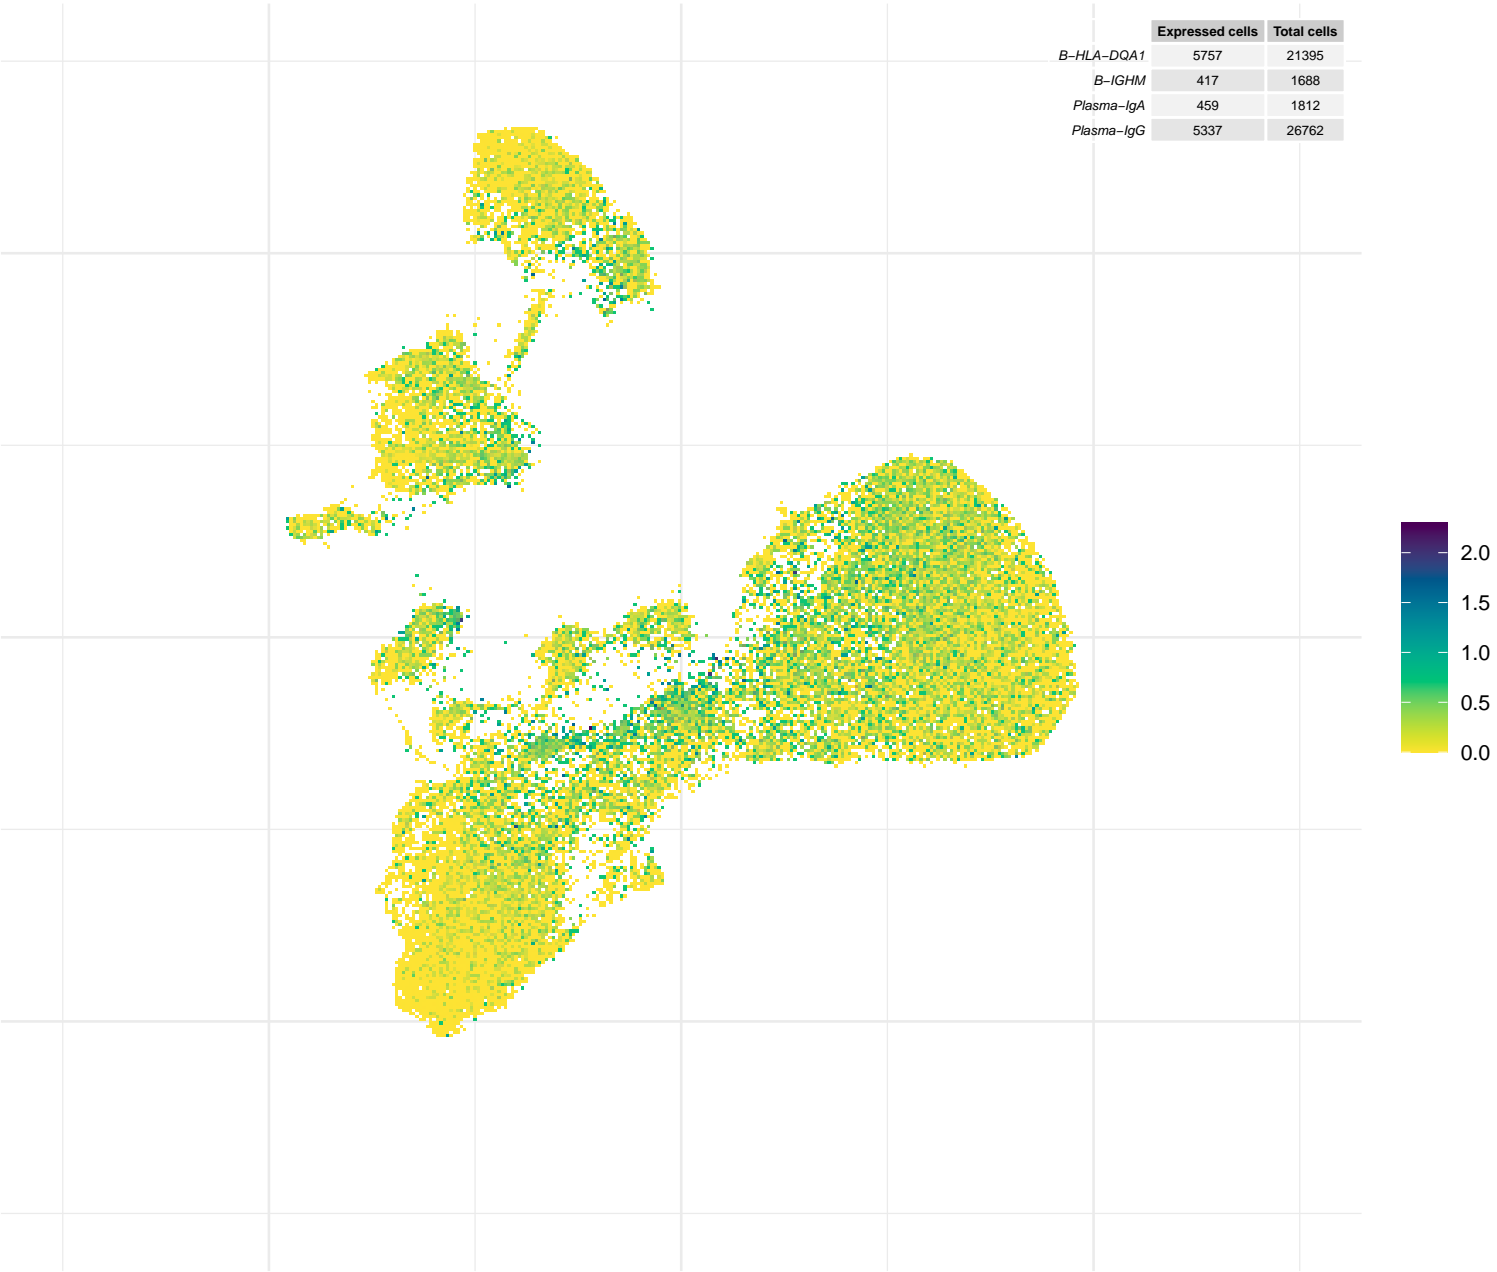 Expressed cells Total cells
B−HLA−DQA1 5757 21395
B−IGHM 417 1688
Plasma−IgA 459 1812
Plasma−IgG 5337 26762
2.0
1.5
1.0
0.5
0.0